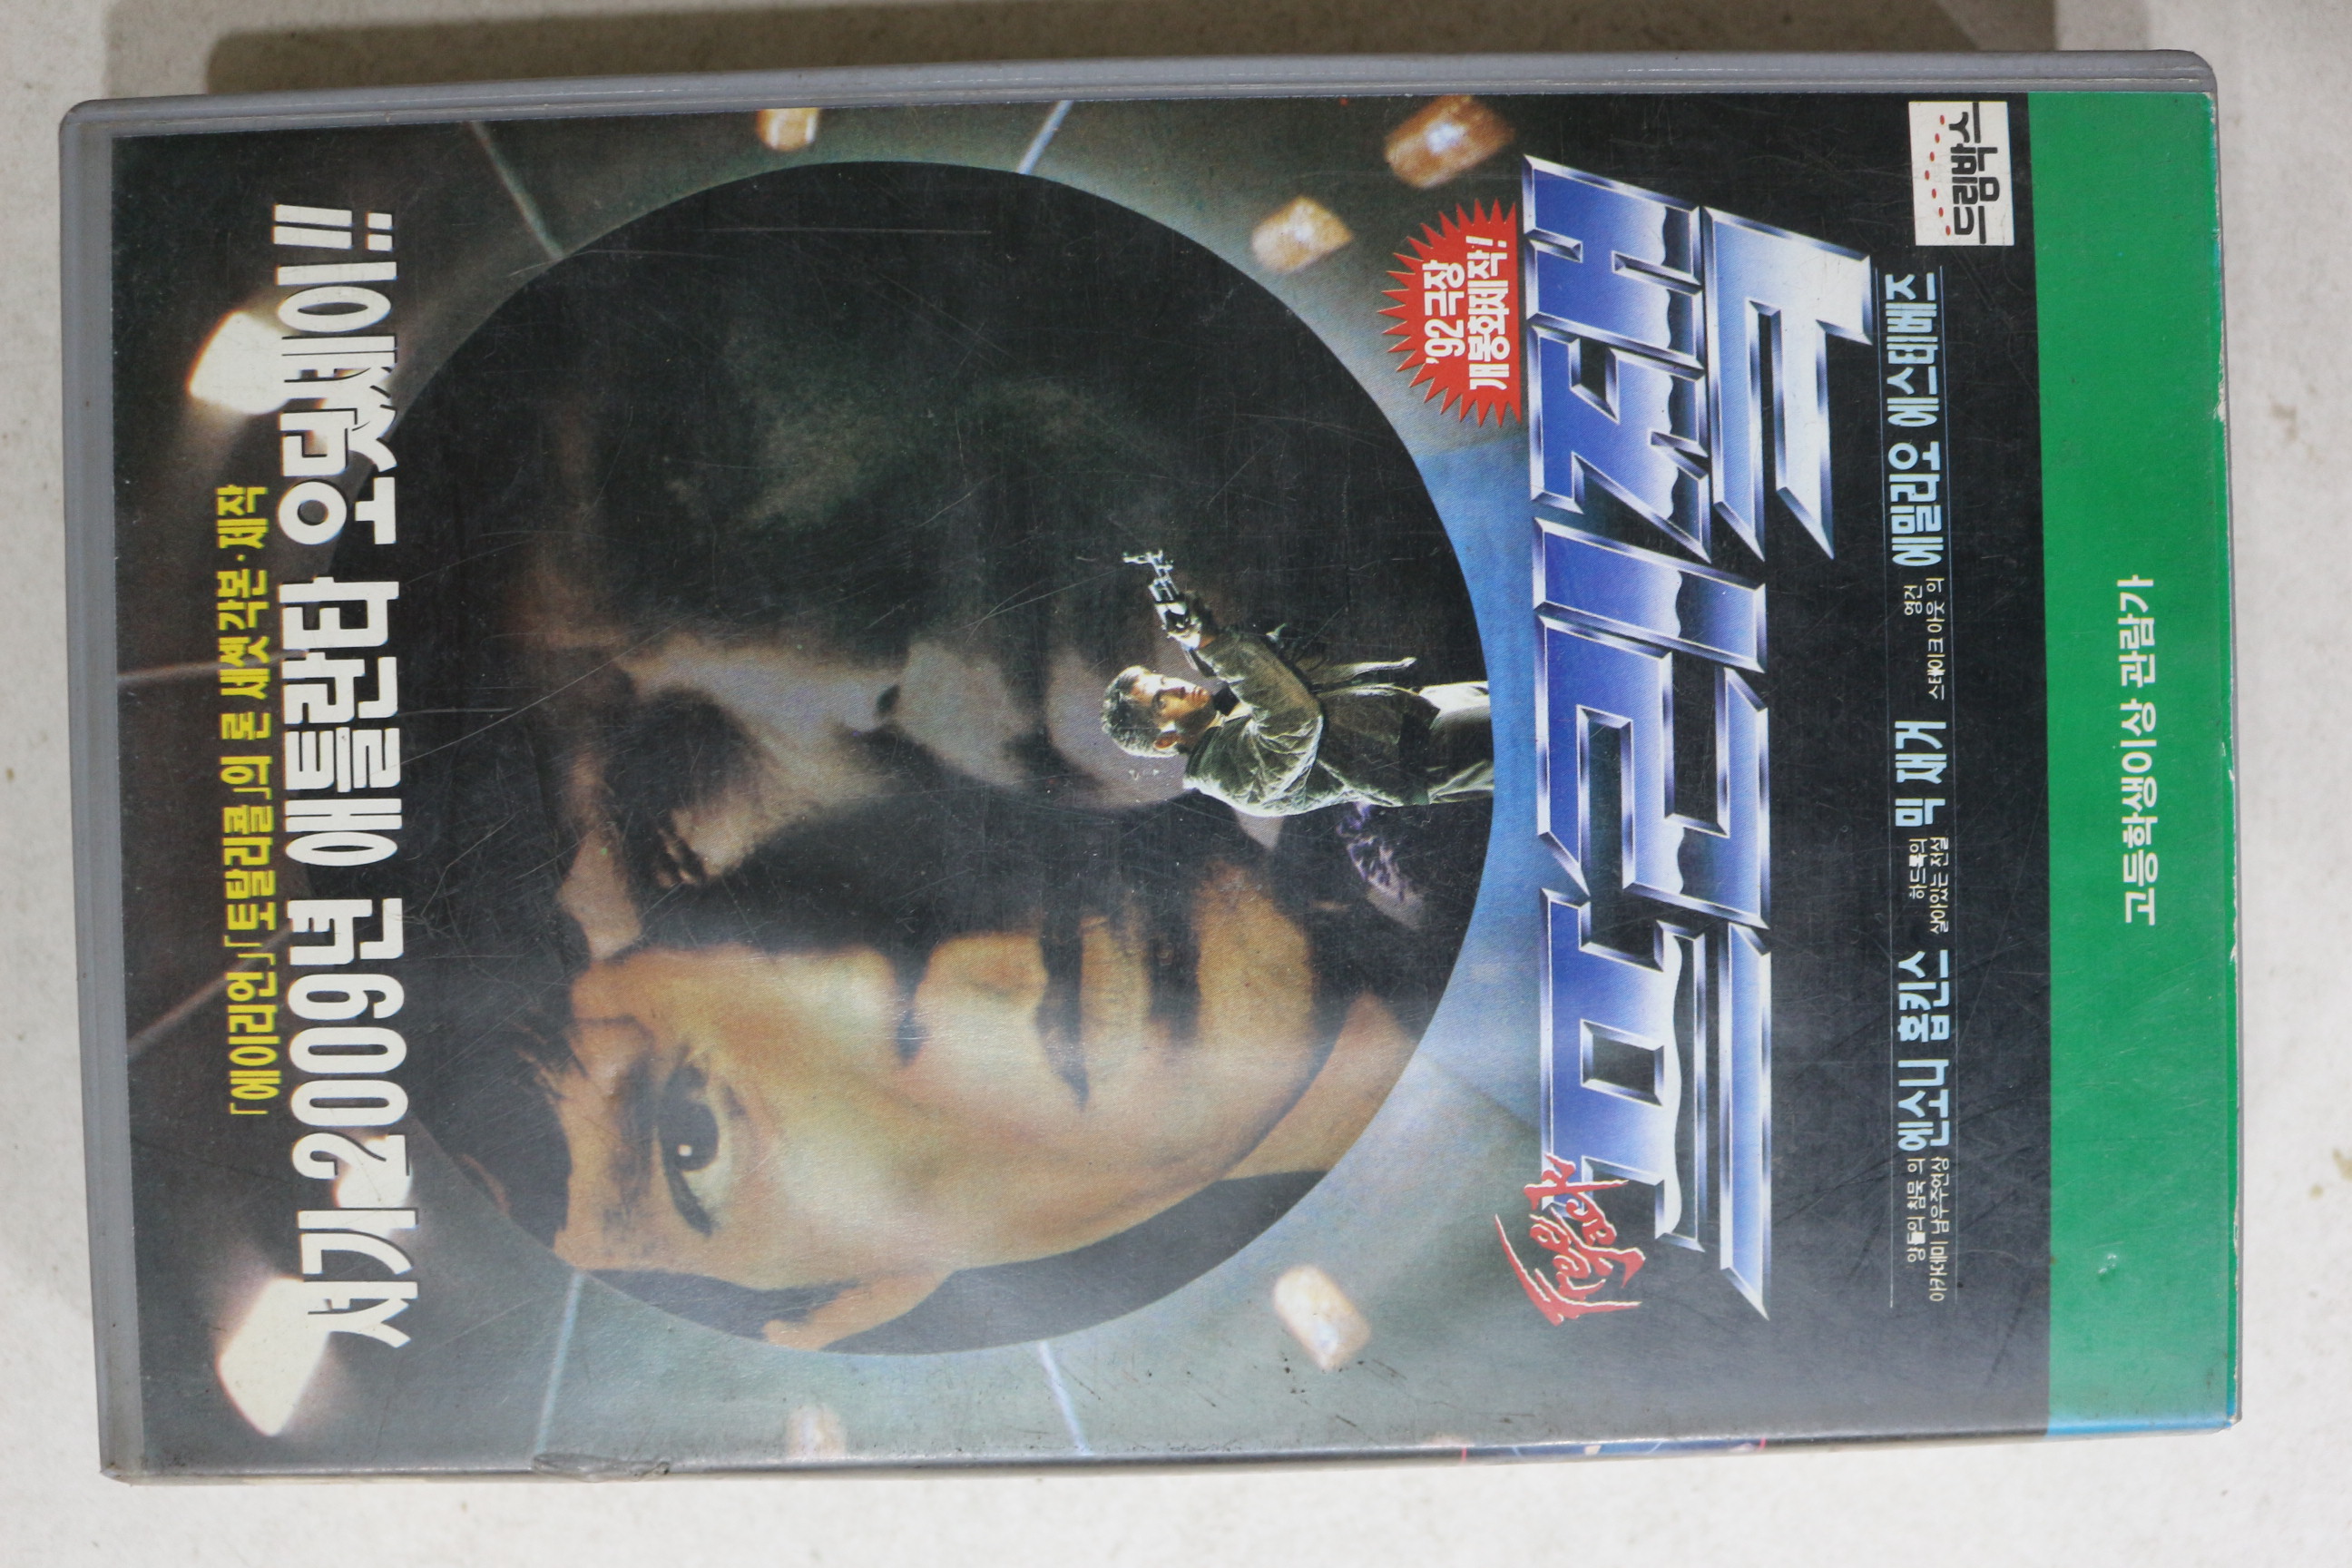 「에이리언」「토탈리콜」의 론 세셋각본·제작
서기 2009년 애틀란타 오딧세이!!
'92 극장
개봉화제작!
Freejack
프리잭
양들의 침묵 의
아카데미 남우주연상
앤소니 홉킨스
하드록의
살아있는 전설
믹 재거
영건
스테이크 아웃 의
에밀리오 에스테베즈
드림박스
고등학생이상 관람가